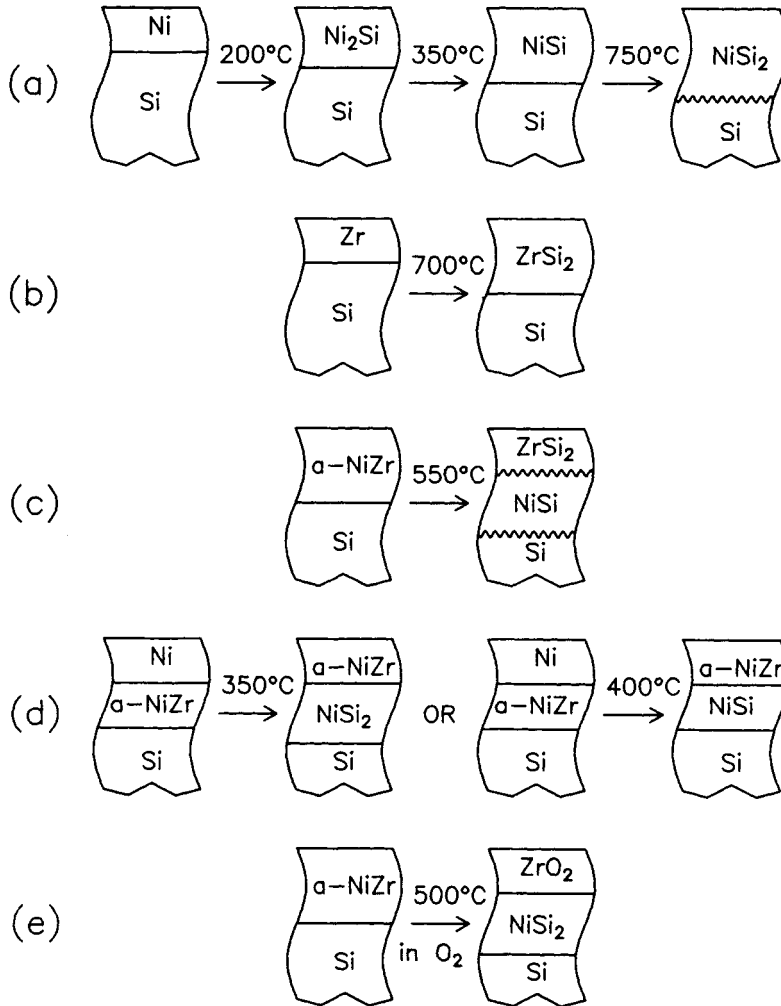 Ni 200°C Ni₂Si 350°C NiSi 750°C NiSi₂
(a)
Si Si Si Si
Zr 700°C ZrSi₂
(b)
Si Si
a-NiZr 550°C ZrSi₂
(c) NiSi
Si Si
Ni 350°C a-NiZr Ni 400°C a-NiZr
(d) a-NiZr NiSi₂ OR a-NiZr NiSi
Si Si Si Si
a-NiZr 500°C ZrO₂
(e) NiSi₂
Si in O₂ Si